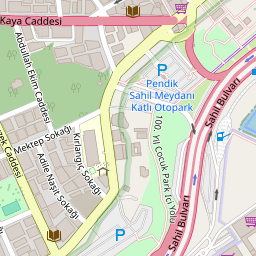 Kaya Caddesi
Abdullah Ekim Caddesi
Pendik
Sahil Meydanı
Katlı Otopark
Sahil Bulvarı
100. Yıl Çocuk Park İçi Yolu
Mektep Sokağı
Kırlangıç Sokağı
Adile Naşit Sokağı
Caddesi
Sahil Bulvarı